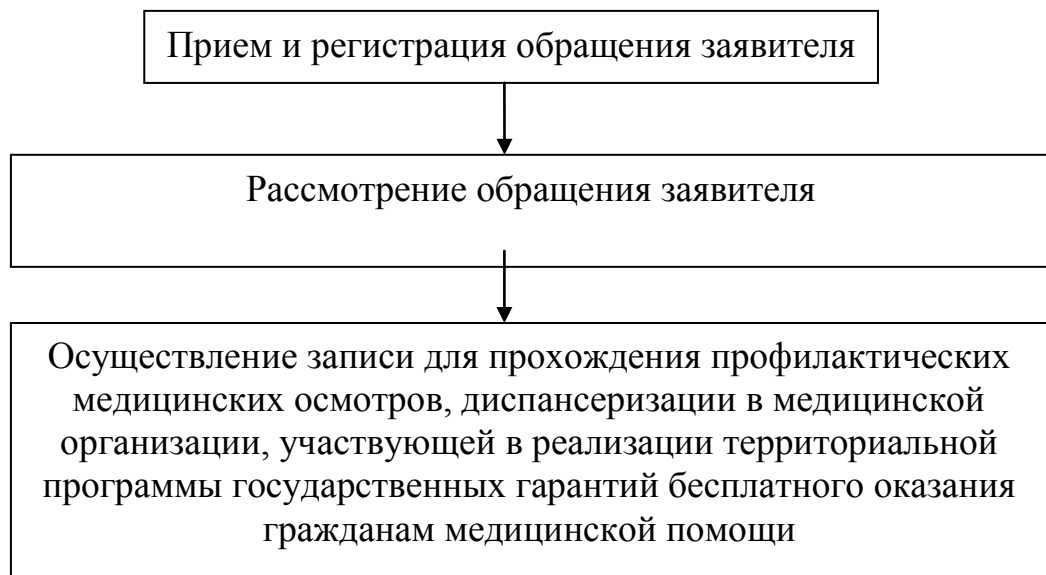 Прием и регистрация обращения заявителя
Рассмотрение обращения заявителя
Осуществление записи для прохождения профилактических
медицинских осмотров, диспансеризации в медицинской
организации, участвующей в реализации территориальной
программы государственных гарантий бесплатного оказания
гражданам медицинской помощи